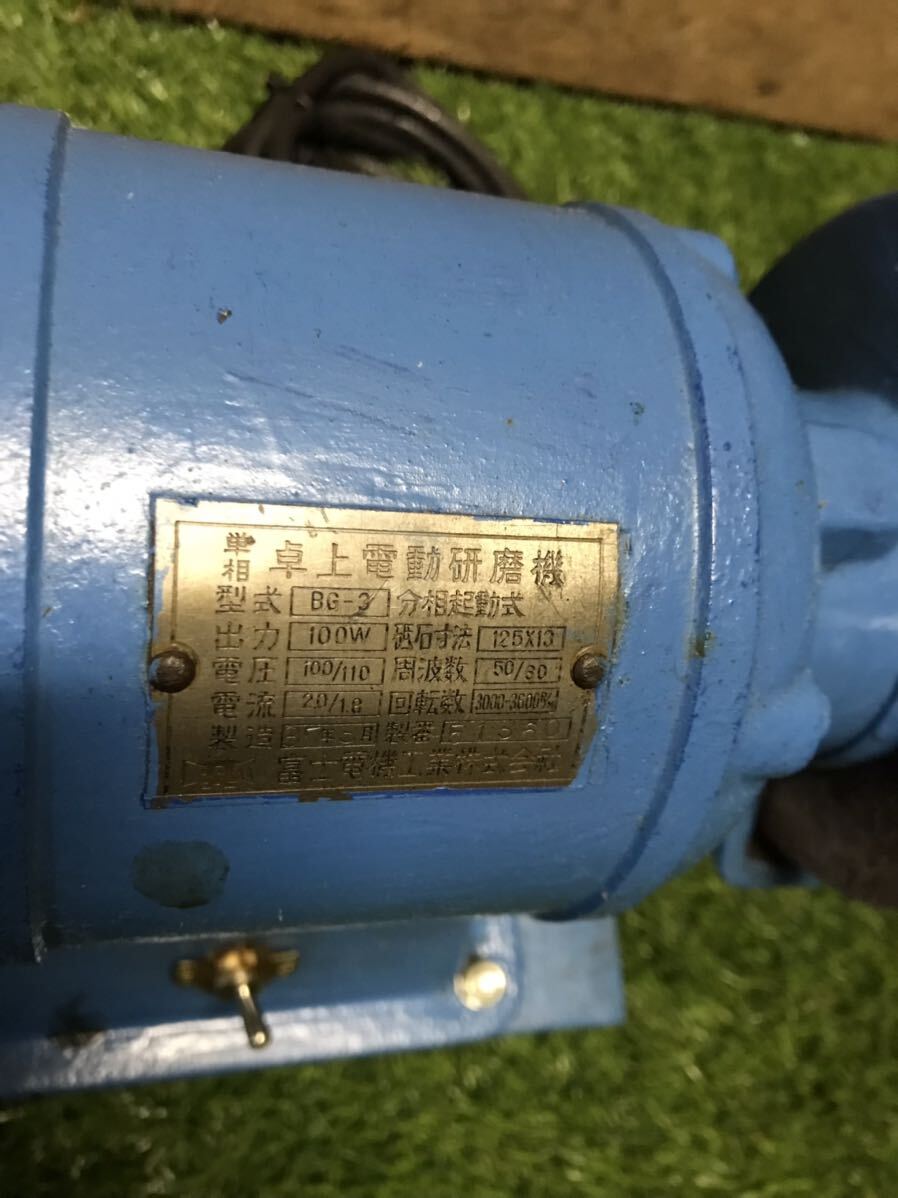 単相 卓上電動研磨機
型式 BG-3 分相起動式
出力 100W 砥石寸法 125X13
電圧 100/110 周波数 50/60
電流 2.0/1.8 回転数 3000-3600
製造 製番
富士電機工業株式会社